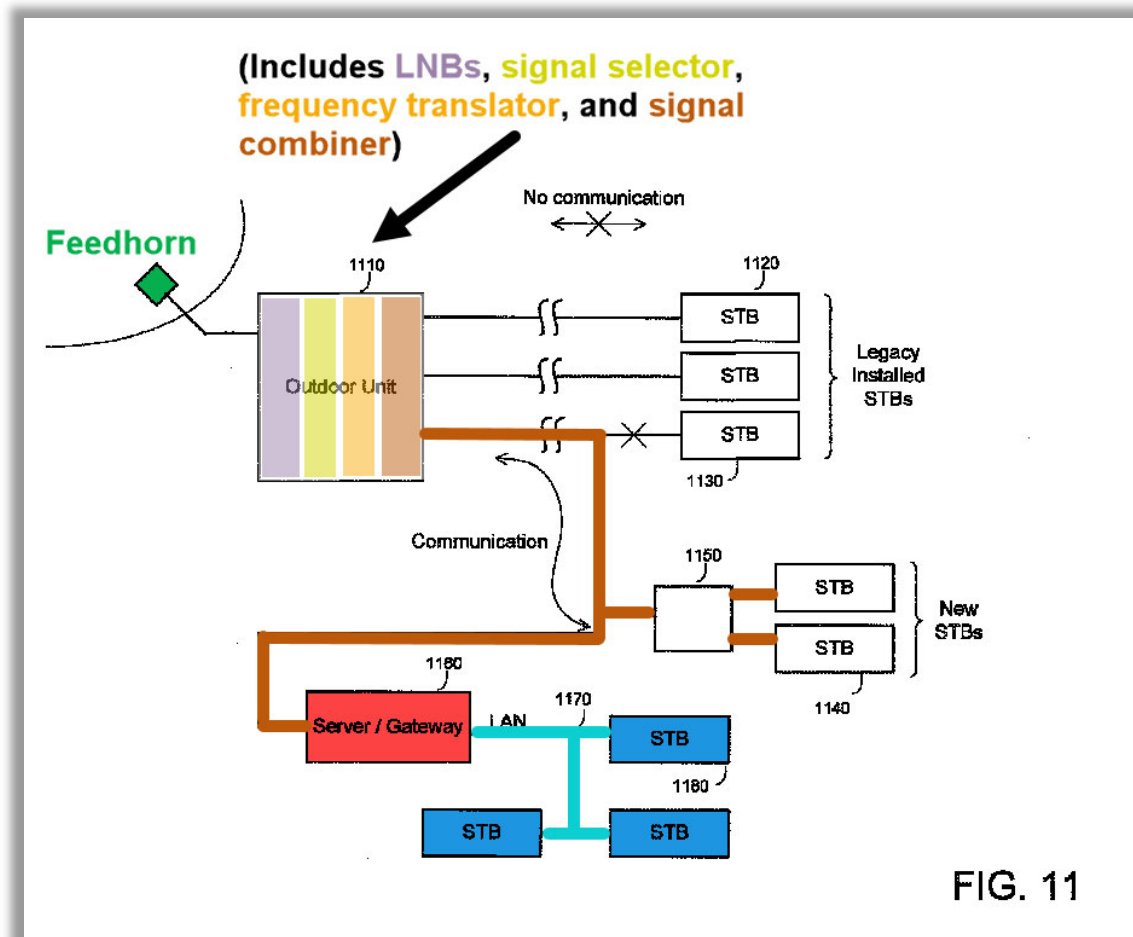 (Includes LNBs, signal selector,
frequency translator, and signal
combiner)
No communication
Feedhorn
1110
1120
STB
Outdoor Unit
STB
Legacy
Installed
STBs
STB
1130
Communication
1150
STB
New
STBs
STB
1140
1160
Server / Gateway
LAN
1170
STB
1180
STB
STB
FIG. 11